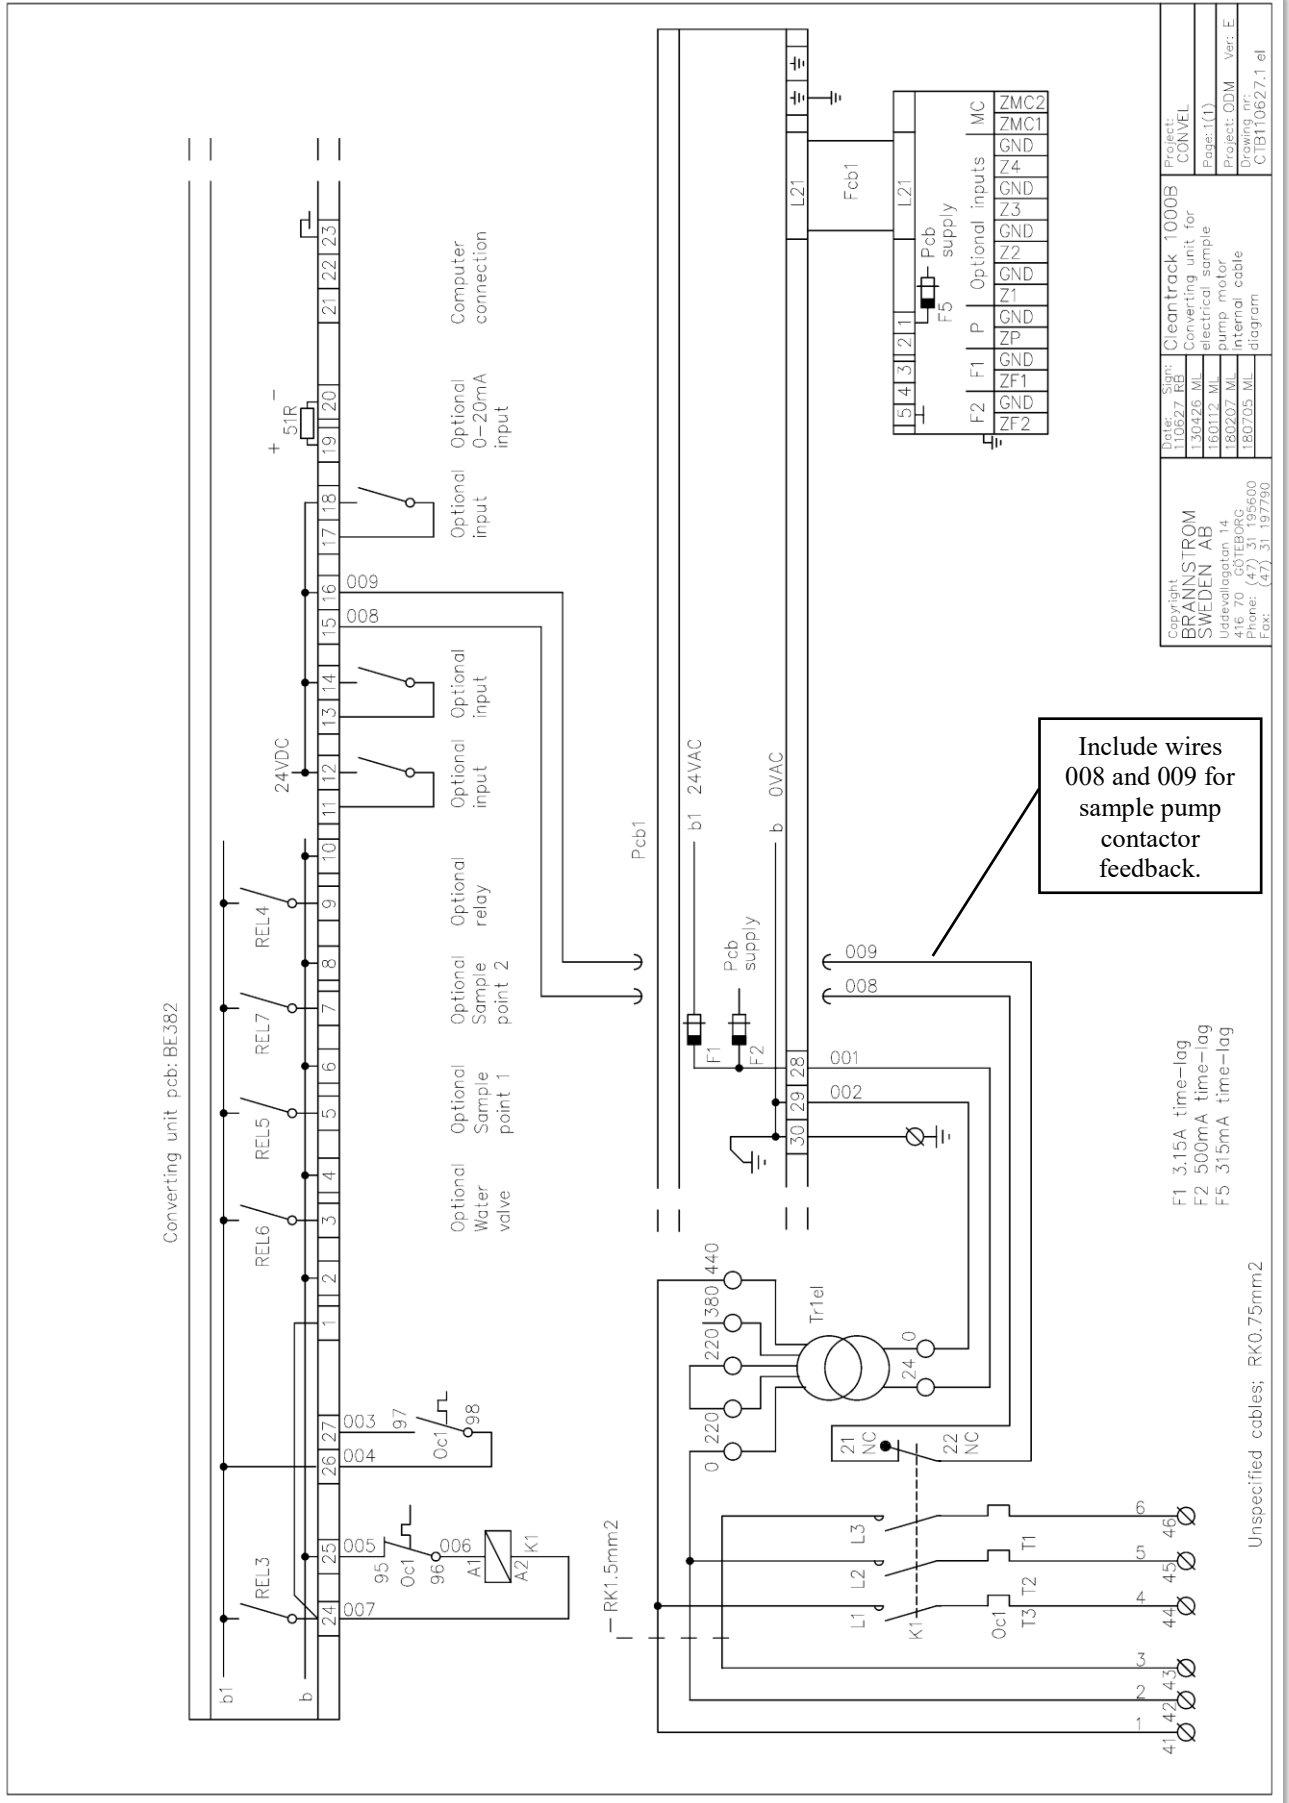 Converting unit pcb: BE382
b1
b
REL3
REL6
REL5
REL7
REL4
24VDC
+
51R
-
24
25
26
27
1
2
3
4
5
6
7
8
9
10
11
12
13
14
15
16
17
18
19
20
21
22
23
007
005
95
Oc1
96
006
A1
A2
K1
004
003
97
Oc1
98
008
009
Optional
Water
valve
Optional
Sample
point 1
Optional
Sample
point 2
Optional
relay
Optional
input
Optional
input
Optional
input
Optional
0-20mA
input
Computer
connection
Pcb1
b1 24VAC
b 0VAC
F1
F2
Pcb
supply
30
29
28
002
001
008
009
L21
Fcb1
L21
5
4
3
2
1
F5
Pcb
supply
F2
F1
P
Optional inputs
MC
ZF2
GND
ZF1
GND
ZP
GND
Z1
GND
Z2
GND
Z3
GND
Z4
GND
ZMC1
ZMC2
RK1.5mm2
0
220
220
380
440
Tr1el
24
0
21
NC
22
NC
L1
L2
L3
K1
Oc1
T3
T2
T1
1
2
3
4
5
6
41
42
43
44
45
46
F1 3.15A time-lag
F2 500mA time-lag
F5 315mA time-lag
Unspecified cables; RK0.75mm2
Include wires
008 and 009 for
sample pump
contactor
feedback.
Copyright
BRANNSTROM
SWEDEN AB
Uddevallagatan 14
416 70 GÖTEBORG
Phone: (47) 31 195600
Fax: (47) 31 197790
Date: Sign:
110627 RB
130426 ML
160112 ML
180207 ML
180705 ML
Cleantrack 1000B
Converting unit for
electrical sample
pump motor
Internal cable
diagram
Project:
CONVEL
Page: 1(1)
Project: ODM Ver: E
Drawing nr:
CTB110627.1 el